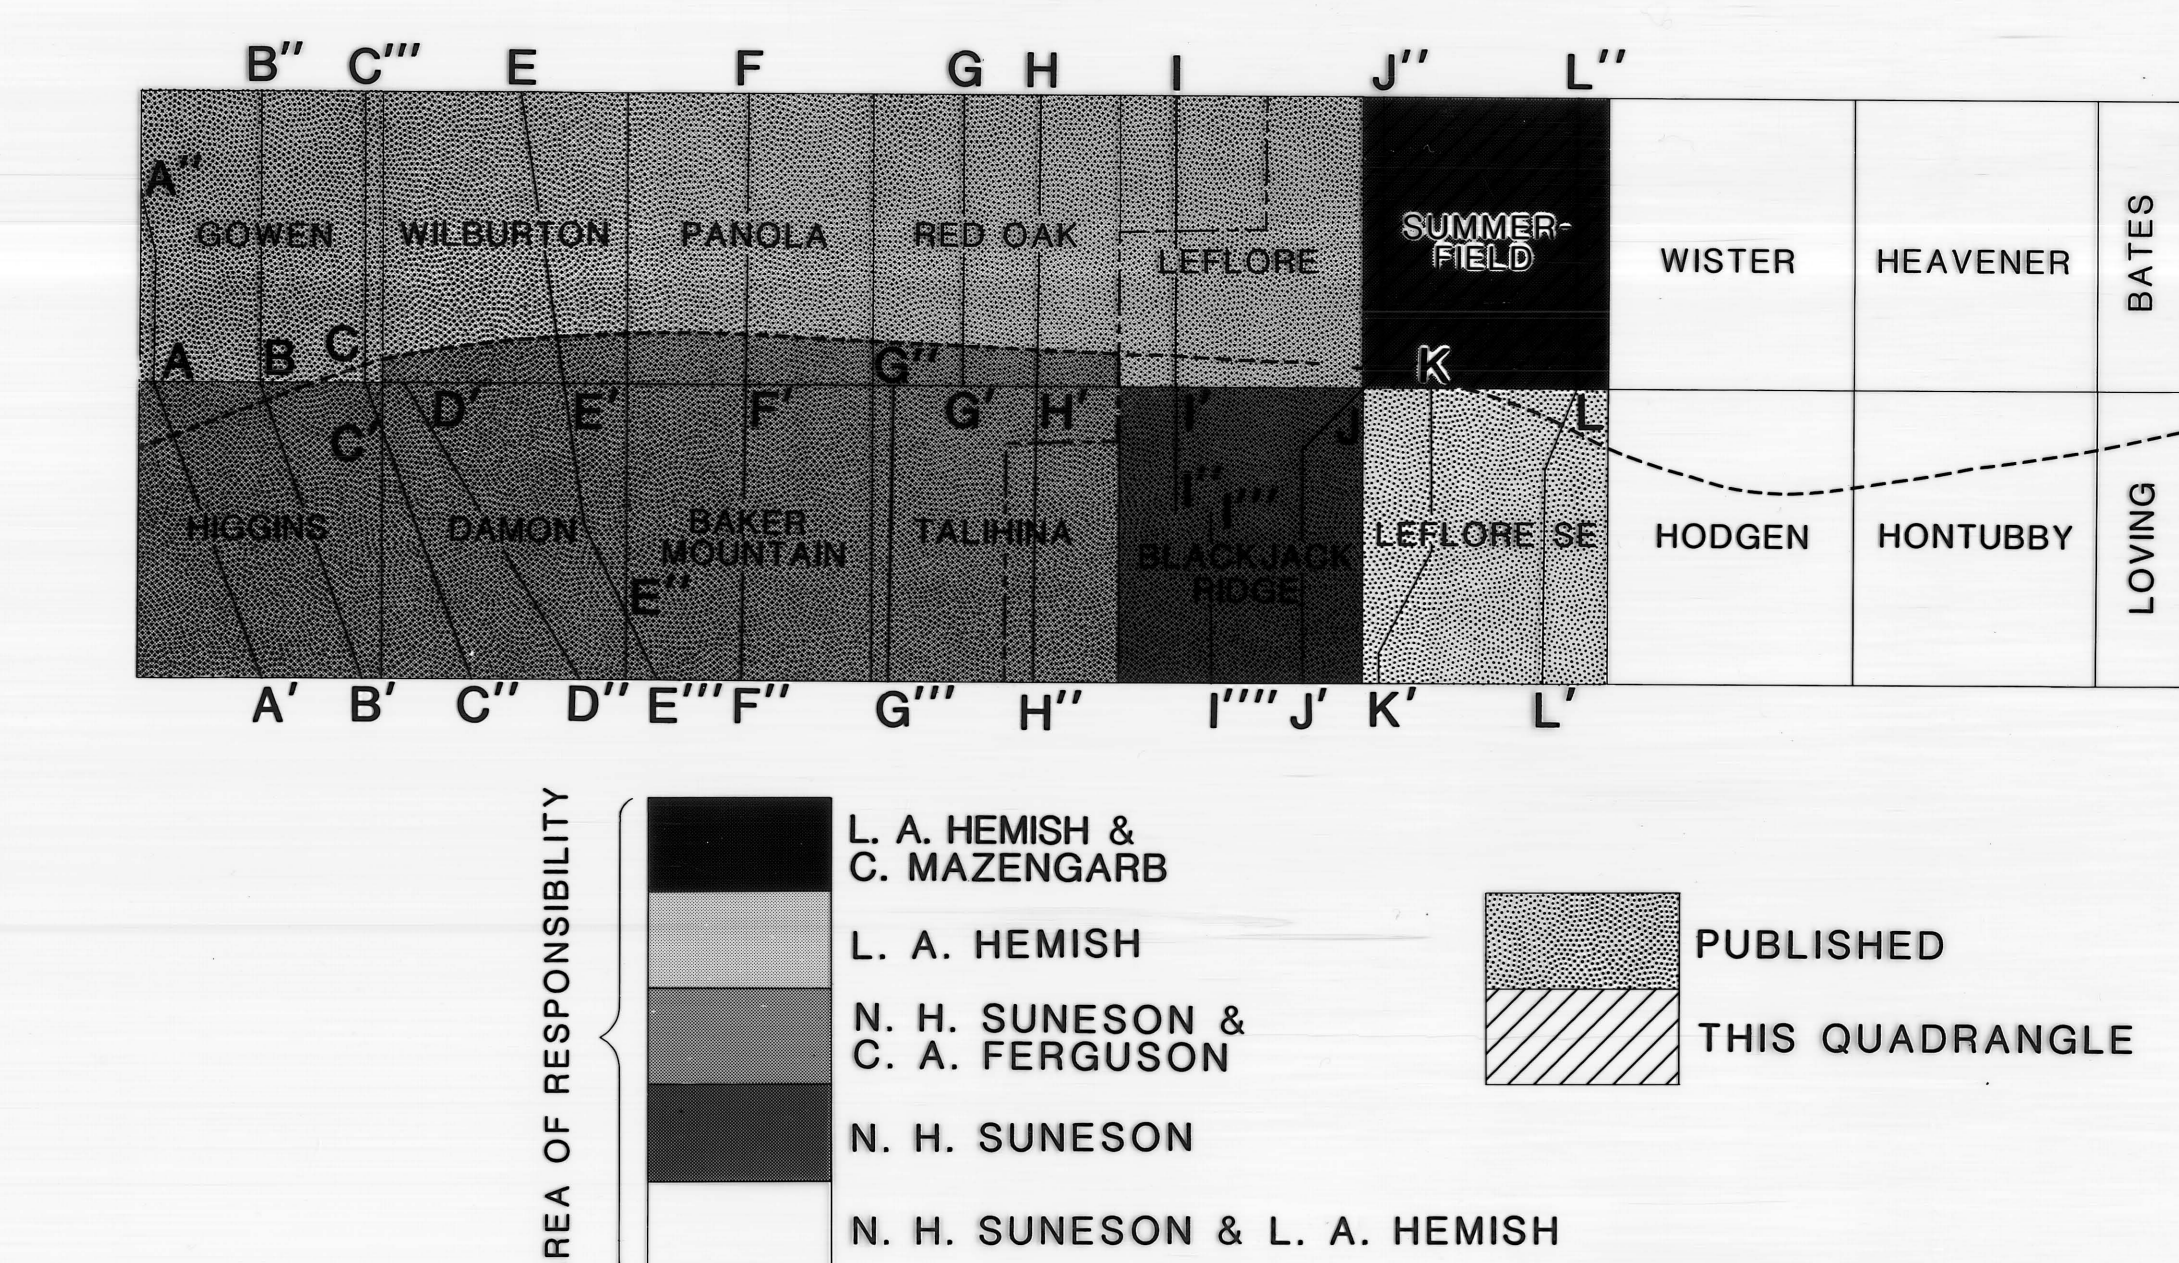 B'' C''' E F G H I J'' L''
A''
GOWEN WILBURTON PANOLA RED OAK LEFLORE SUMMER-
FIELD WISTER HEAVENER BATES
A B C G'' K
D' E' F' G' H' I' J L
C'
I'' I'''
E''
HIGGINS DAMON BAKER
MOUNTAIN TALIHINA BLACKJACK
RIDGE LEFLORE SE HODGEN HONTUBBY LOVING
A' B' C'' D'' E''' F'' G''' H'' I'''' J' K' L'
REA OF RESPONSIBILITY
L. A. HEMISH &
C. MAZENGARB
L. A. HEMISH
N. H. SUNESON &
C. A. FERGUSON
N. H. SUNESON
N. H. SUNESON & L. A. HEMISH
PUBLISHED
THIS QUADRANGLE